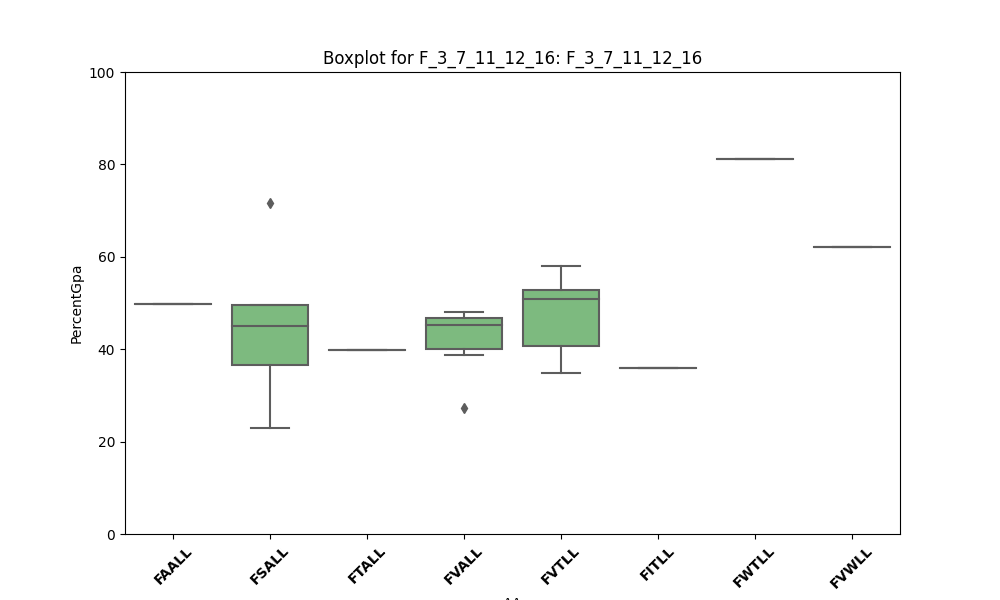 Boxplot for F_3_7_11_12_16: F_3_7_11_12_16
100
80
60
40
20
0
PercentGpa
FAALL
FSALL
FTALL
FVALL
FVTLL
FITLL
FWTLL
FVWLL